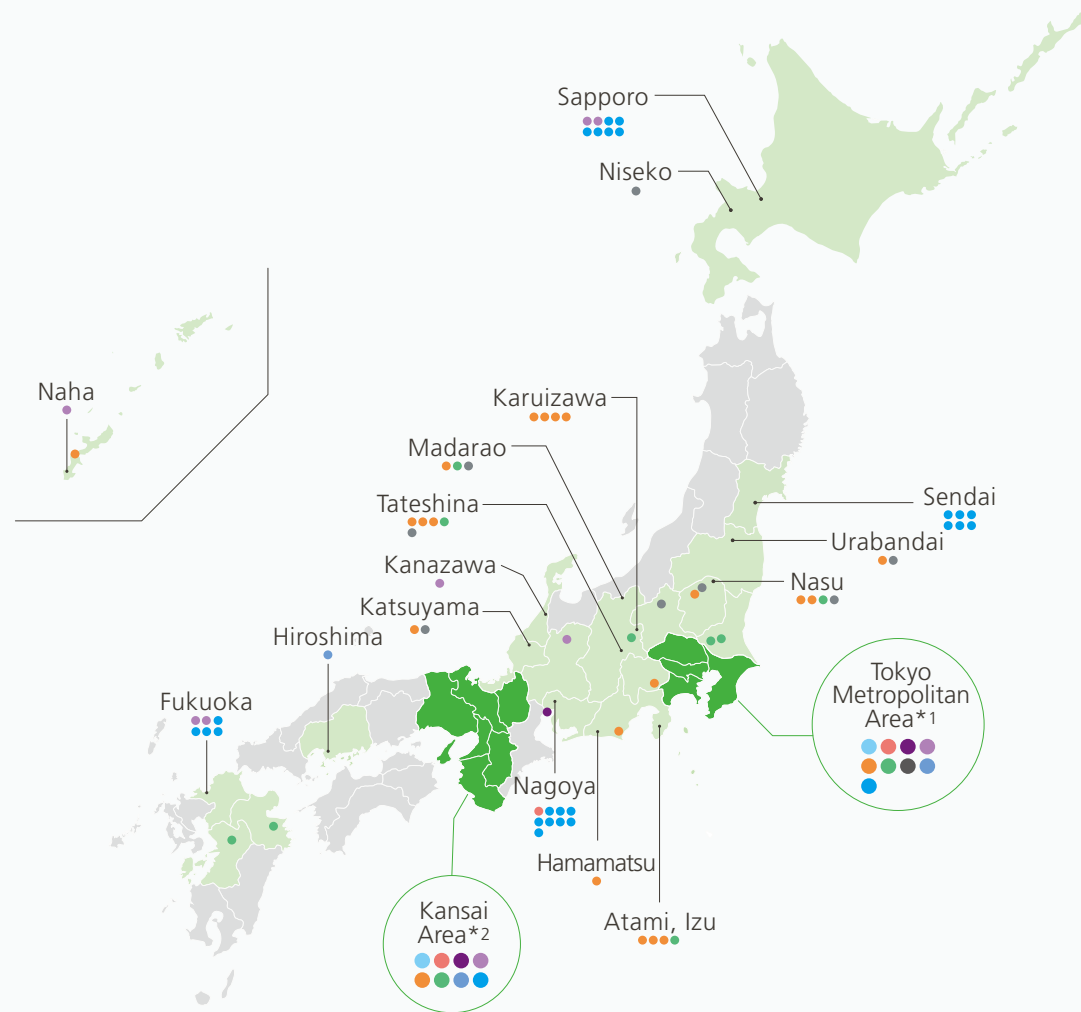 Sapporo
Niseko
Naha
Karuizawa
Madarao
Tateshina
Sendai
Urabandai
Kanazawa
Nasu
Katsuyama
Hiroshima
Fukuoka
Tokyo
Metropolitan
Area*1
Nagoya
Hamamatsu
Kansai
Area*2
Atami, Izu